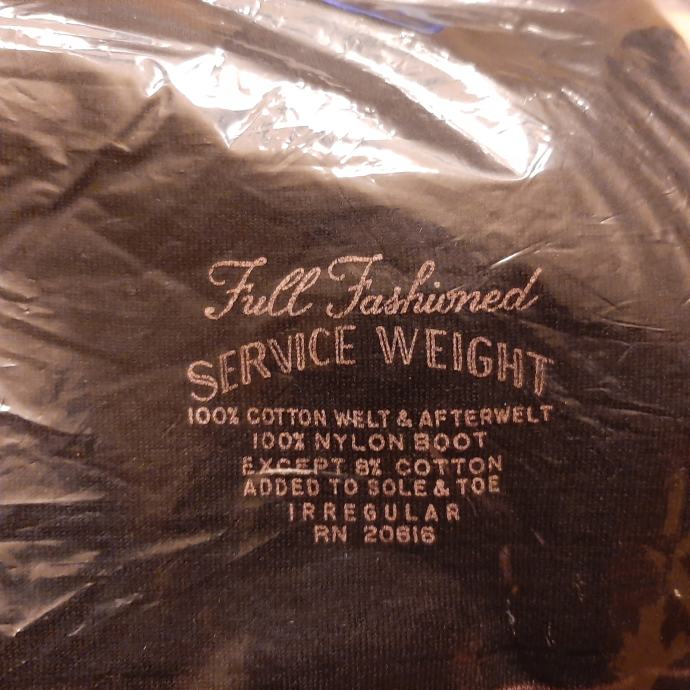 Full Fashioned
SERVICE WEIGHT
100% COTTON WELT & AFTERWELT
100% NYLON BOOT
EXCEPT 8% COTTON
ADDED TO SOLE & TOE
IRREGULAR
RN 20616